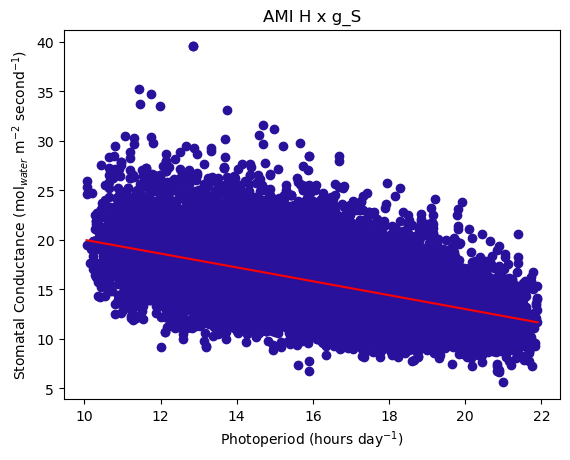 AMI H x g_S
Stomatal Conductance (mol_water m⁻² second⁻¹)
40
35
30
25
20
15
10
5
10 12 14 16 18 20 22
Photoperiod (hours day⁻¹)